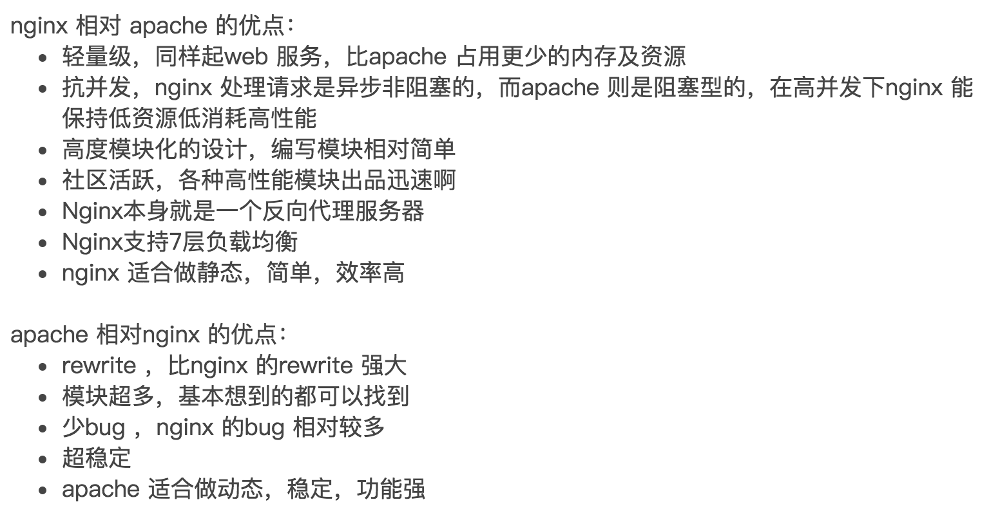 nginx 相对 apache 的优点：
• 轻量级，同样起web 服务，比apache 占用更少的内存及资源
• 抗并发，nginx 处理请求是异步非阻塞的，而apache 则是阻塞型的，在高并发下nginx 能
保持低资源低消耗高性能
• 高度模块化的设计，编写模块相对简单
• 社区活跃，各种高性能模块出品迅速啊
• Nginx本身就是一个反向代理服务器
• Nginx支持7层负载均衡
• nginx 适合做静态，简单，效率高
apache 相对nginx 的优点：
• rewrite ，比nginx 的rewrite 强大
• 模块超多，基本想到的都可以找到
• 少bug ，nginx 的bug 相对较多
• 超稳定
• apache 适合做动态，稳定，功能强